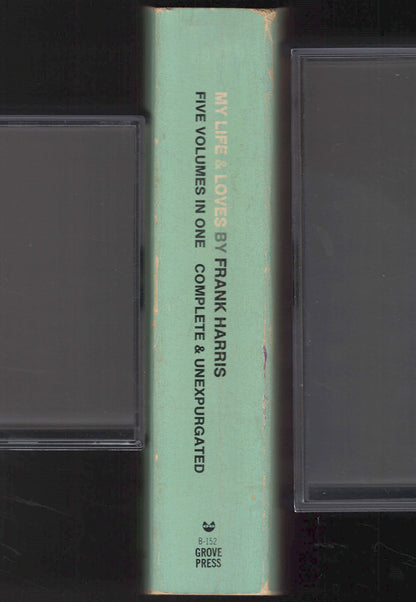 MY LIFE & LOVES BY FRANK HARRIS
FIVE VOLUMES IN ONE COMPLETE & UNEXPURGATED
B-152
GROVE
PRESS